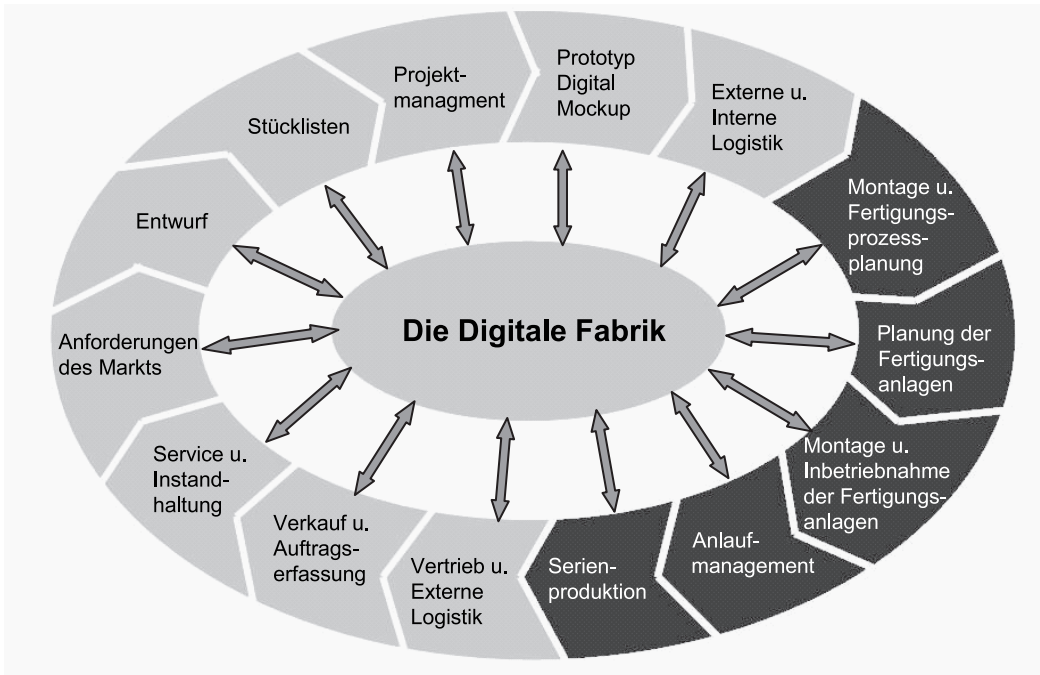 Projekt-
managment
Prototyp
Digital
Mockup
Externe u.
Interne
Logistik
Montage u.
Fertigungs-
prozess-
planung
Planung der
Fertigungs-
anlagen
Montage u.
Inbetriebnahme
der Fertigungs-
anlagen
Anlauf-
management
Serien-
produktion
Vertrieb u.
Externe
Logistik
Verkauf u.
Auftrags-
erfassung
Service u.
Instand-
haltung
Anforderungen
des Markts
Entwurf
Stücklisten
Die Digitale Fabrik